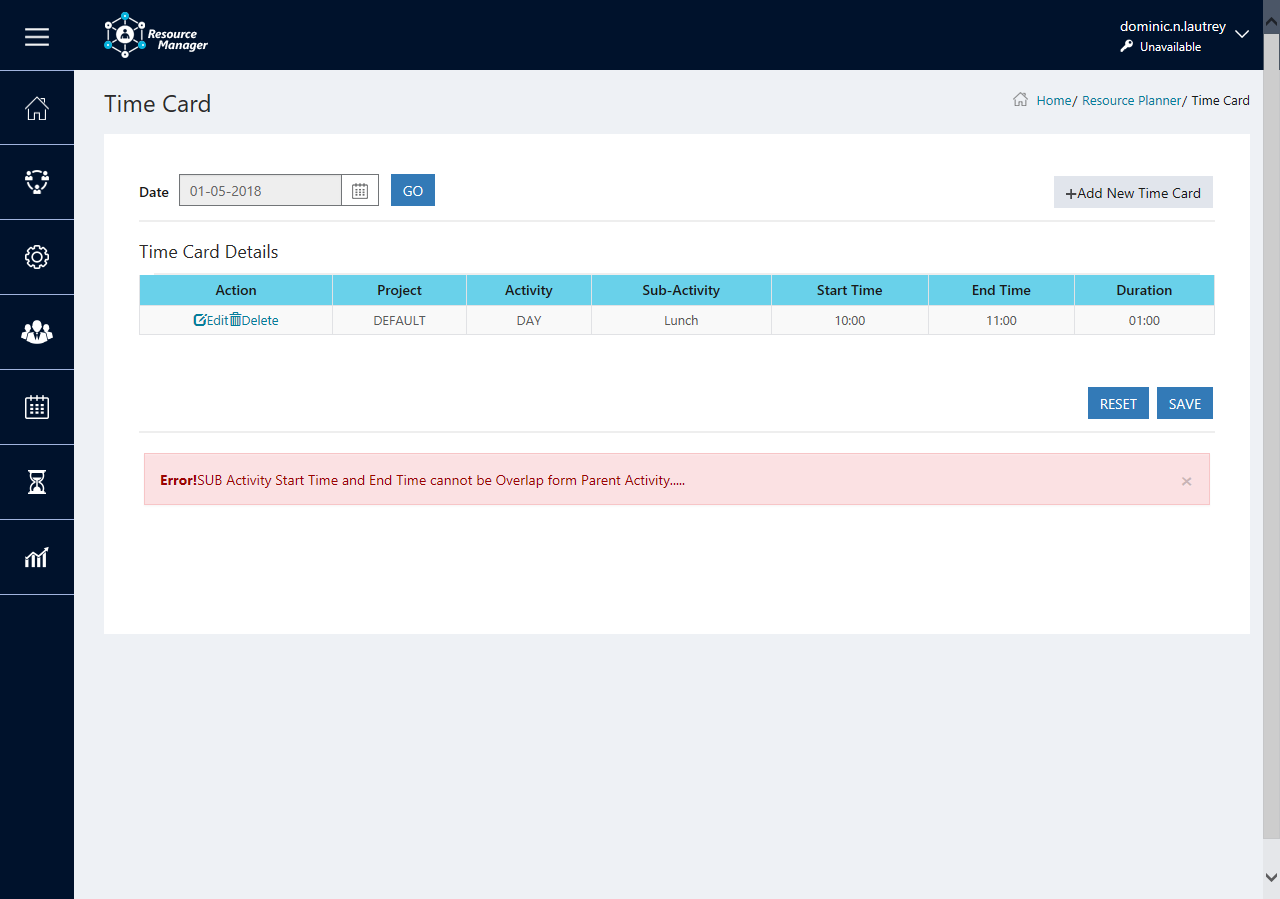 Resource
Manager
dominic.n.lautrey
Unavailable
Time Card
Home/ Resource Planner/ Time Card
Date 01-05-2018 GO
+Add New Time Card
Time Card Details
Action Project Activity Sub-Activity Start Time End Time Duration
EditDelete DEFAULT DAY Lunch 10:00 11:00 01:00
RESET SAVE
Error!SUB Activity Start Time and End Time cannot be Overlap form Parent Activity..... ×